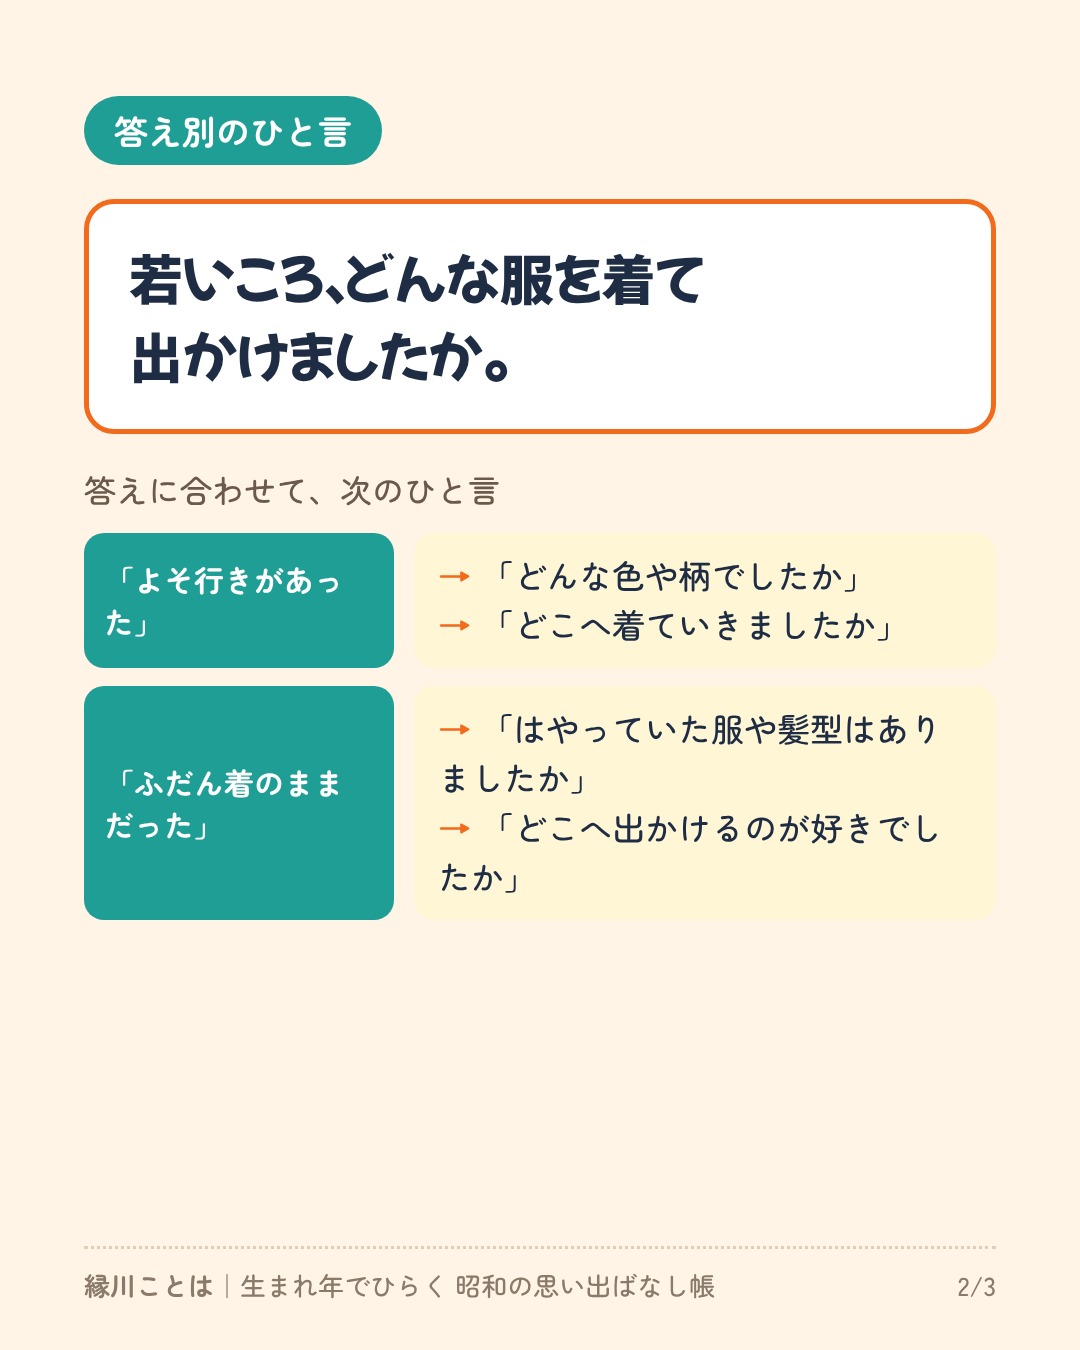 答え別のひと言
若いころ、どんな服を着て
出かけましたか。
答えに合わせて、次のひと言
「よそ行きがあっ
た」
→「どんな色や柄でしたか」
→「どこへ着ていきましたか」
「ふだん着のまま
だった」
→「はやっていた服や髪型はあり
ましたか」
→「どこへ出かけるのが好きでし
たか」
縁川ことは｜生まれ年でひらく 昭和の思い出ばなし帳
2/3